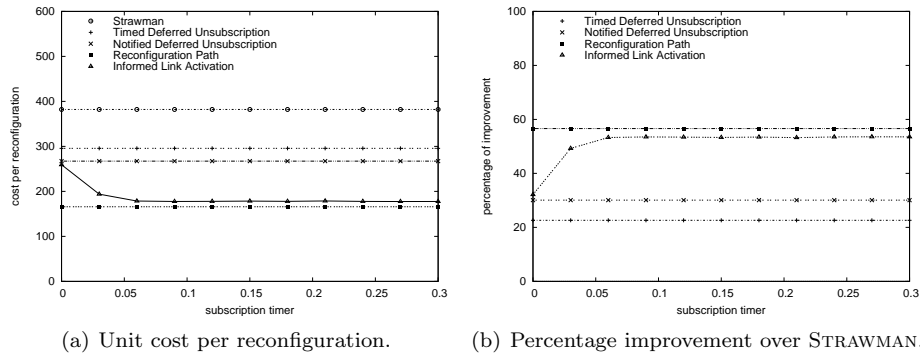 600
500
400
300
200
100
0
0
0.05
0.1
0.15
0.2
0.25
0.3
cost per reconfiguration
subscription timer
Strawman
Timed Deferred Unsubscription
Notified Deferred Unsubscription
Reconfiguration Path
Informed Link Activation
(a) Unit cost per reconfiguration.
100
80
60
40
20
0
0
0.05
0.1
0.15
0.2
0.25
0.3
percentage of improvement
subscription timer
Timed Deferred Unsubscription
Notified Deferred Unsubscription
Reconfiguration Path
Informed Link Activation
(b) Percentage improvement over STRAWMAN